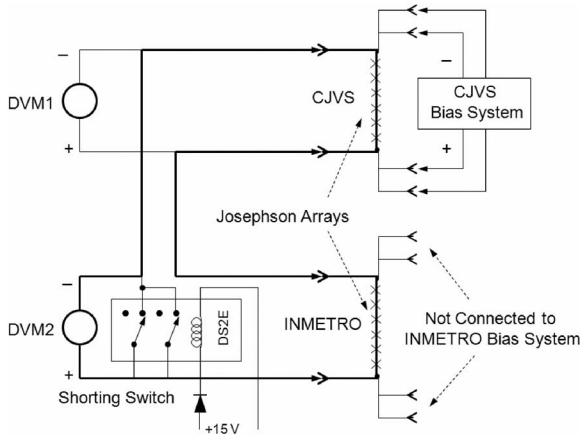 –
DVM1
+
CJVS
–
CJVS
Bias System
+
Josephson Arrays
–
DVM2
+
DS2E
INMETRO
Not Connected to
INMETRO Bias System
Shorting Switch
+15 V